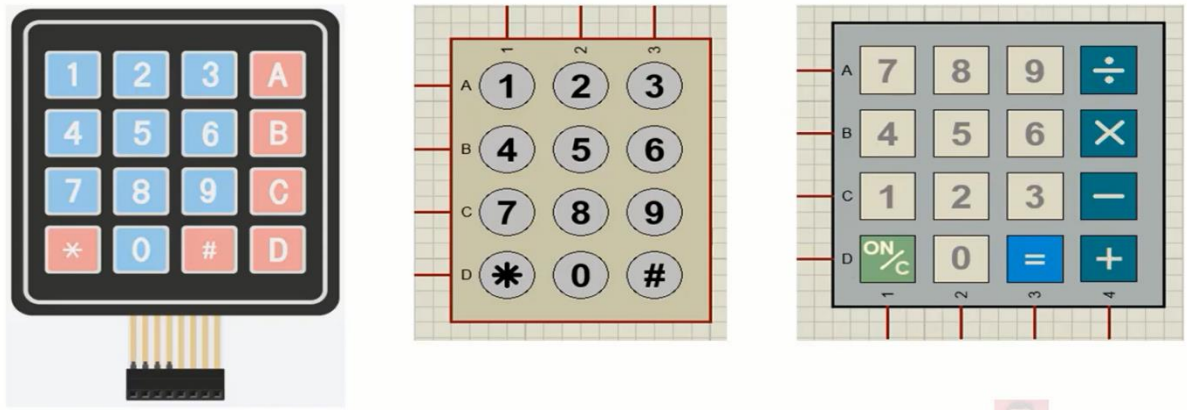 1 2 3 A
4 5 6 B
7 8 9 C
* 0 # D
1 2 3
A 1 2 3
B 4 5 6
C 7 8 9
D * 0 #
A 7 8 9 ÷
B 4 5 6 ×
C 1 2 3 −
D ON/C 0 = +
1 2 3 4